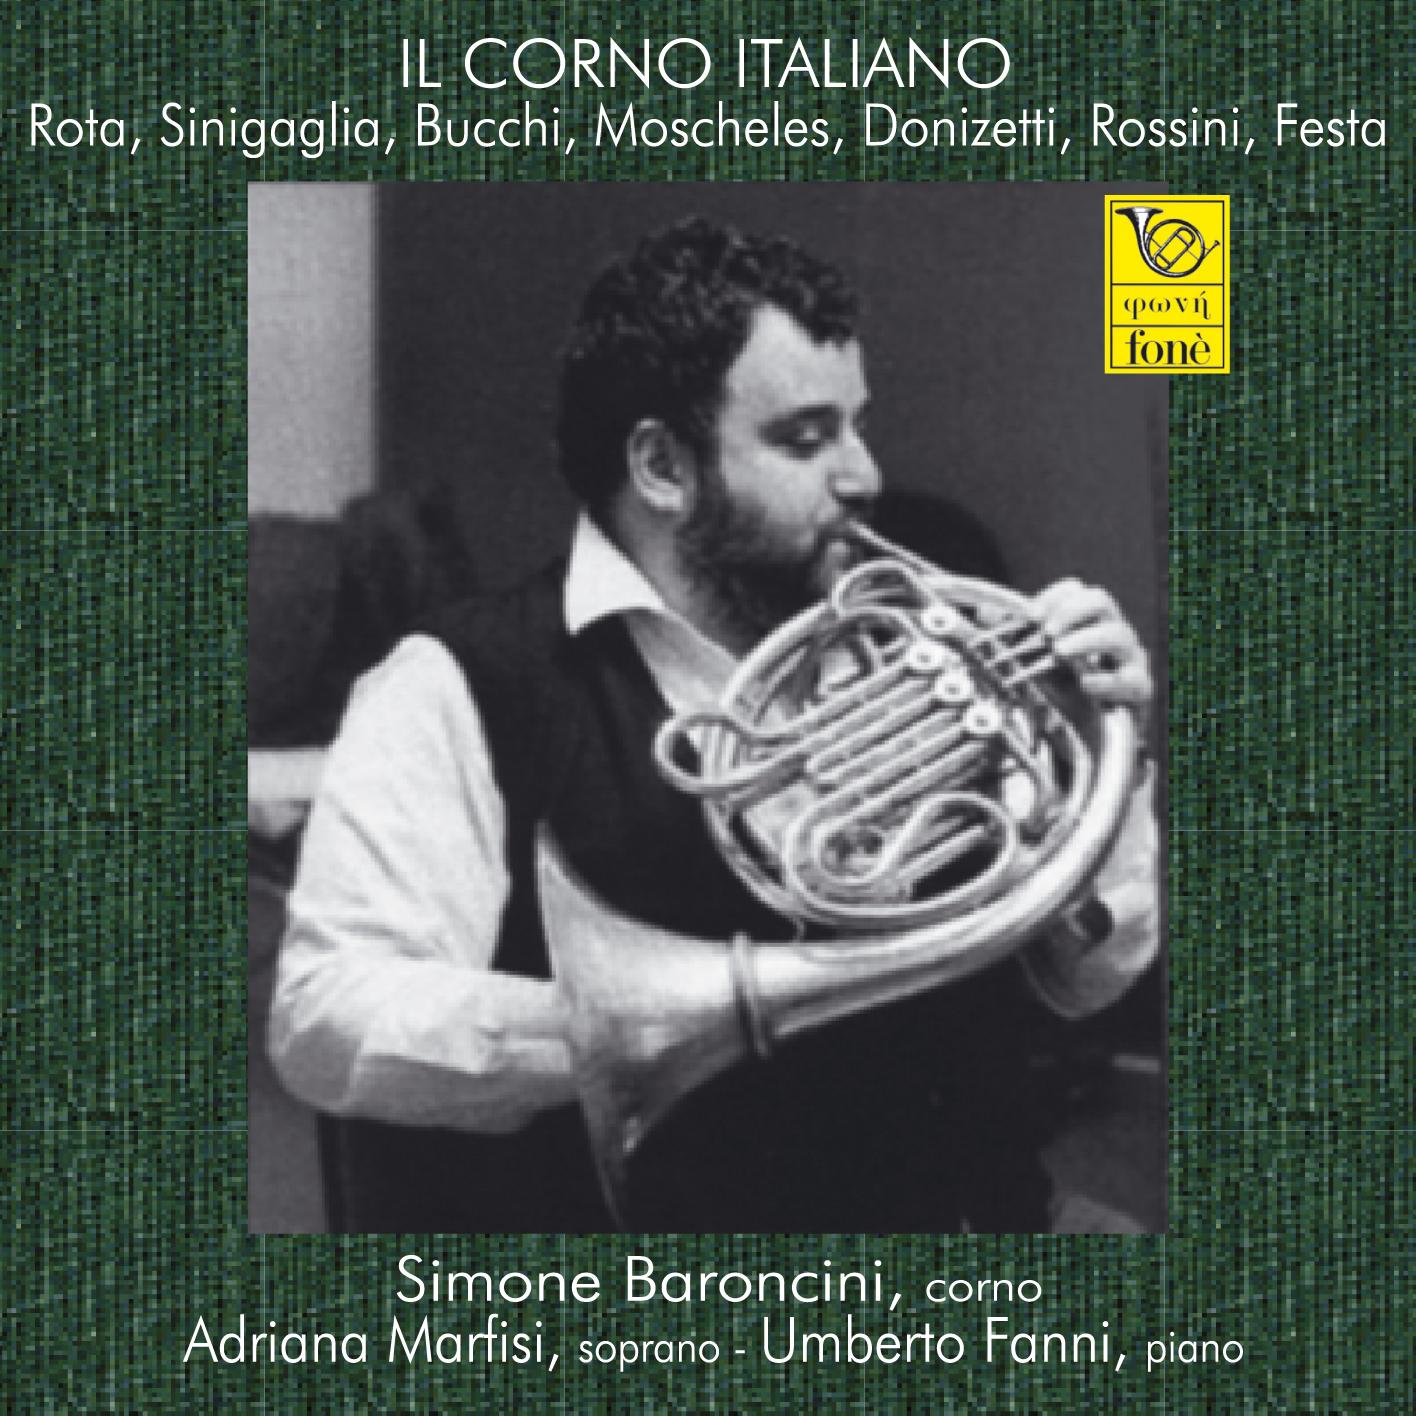 IL CORNO ITALIANO
Rota, Sinigaglia, Bucchi, Moscheles, Donizetti, Rossini, Festa
φωνή
fonè
Simone Baroncini, corno
Adriana Marfisi, soprano - Umberto Fanni, piano